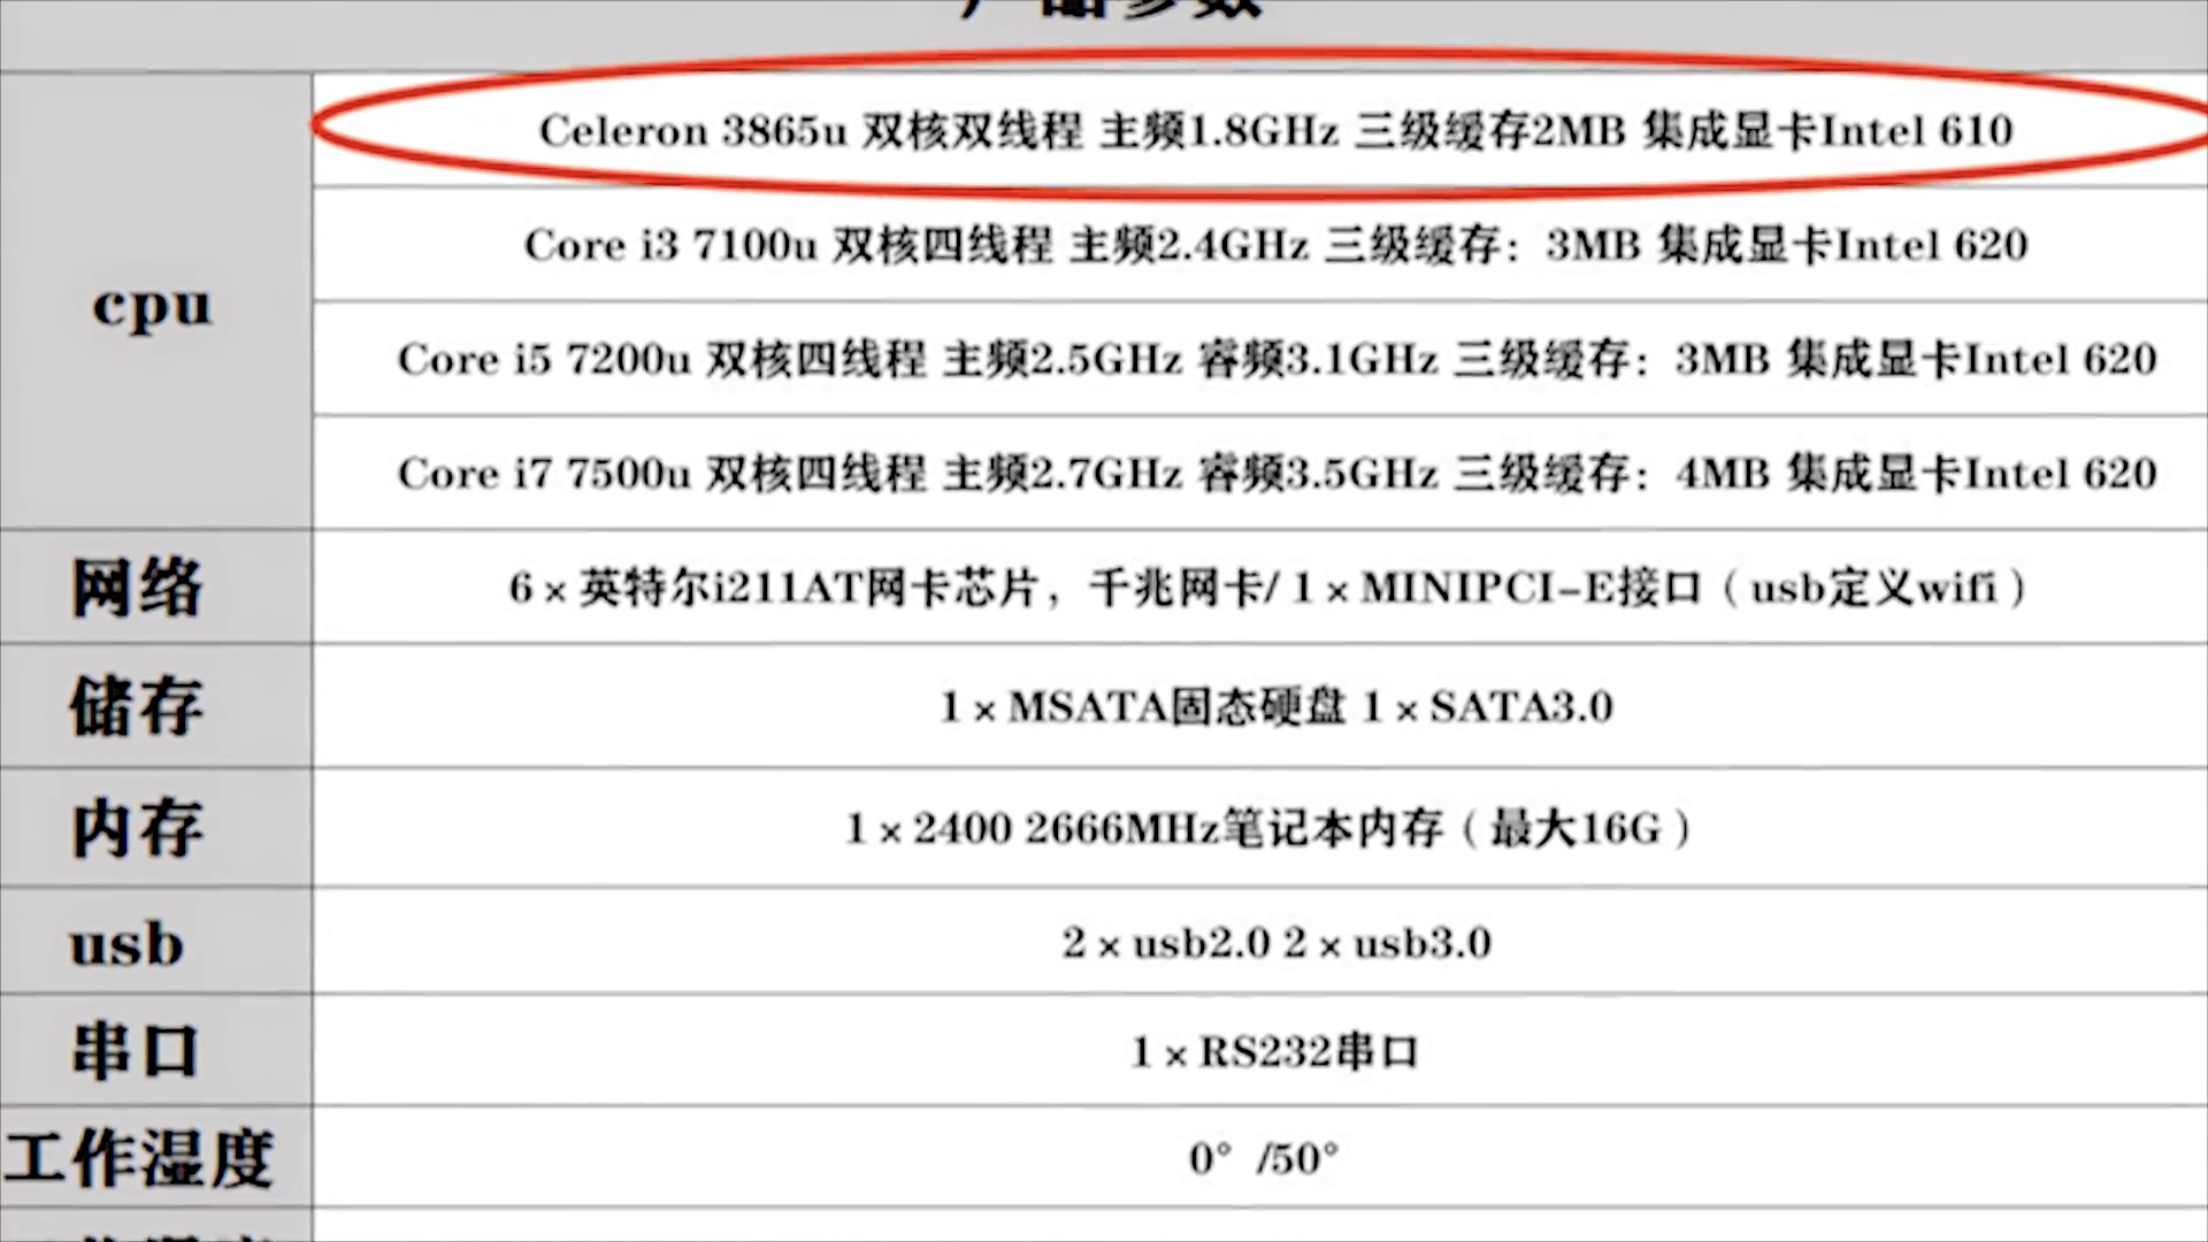 产品参数
cpu
Celeron 3865u 双核双线程 主频1.8GHz 三级缓存2MB 集成显卡Intel 610
Core i3 7100u 双核四线程 主频2.4GHz 三级缓存：3MB 集成显卡Intel 620
Core i5 7200u 双核四线程 主频2.5GHz 睿频3.1GHz 三级缓存：3MB 集成显卡Intel 620
Core i7 7500u 双核四线程 主频2.7GHz 睿频3.5GHz 三级缓存：4MB 集成显卡Intel 620
网络 6×英特尔i211AT网卡芯片，千兆网卡/ 1×MINIPCI-E接口（usb定义wifi）
储存 1×MSATA固态硬盘 1×SATA3.0
内存 1×2400 2666MHz笔记本内存（最大16G）
usb 2×usb2.0 2×usb3.0
串口 1×RS232串口
工作湿度 0° /50°